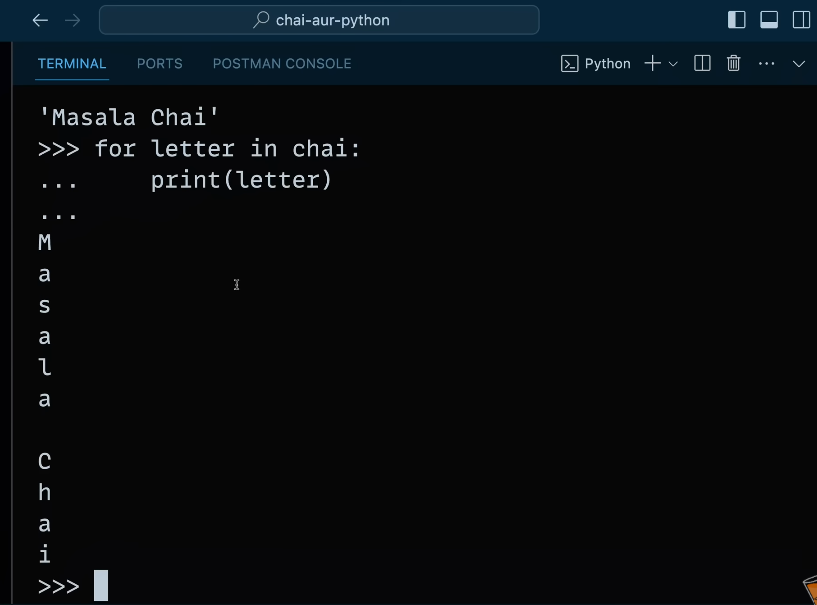 chai-aur-python
TERMINAL PORTS POSTMAN CONSOLE Python
'Masala Chai'
>>> for letter in chai:
...     print(letter)
...
M
a
s
a
l
a

C
h
a
i
>>>